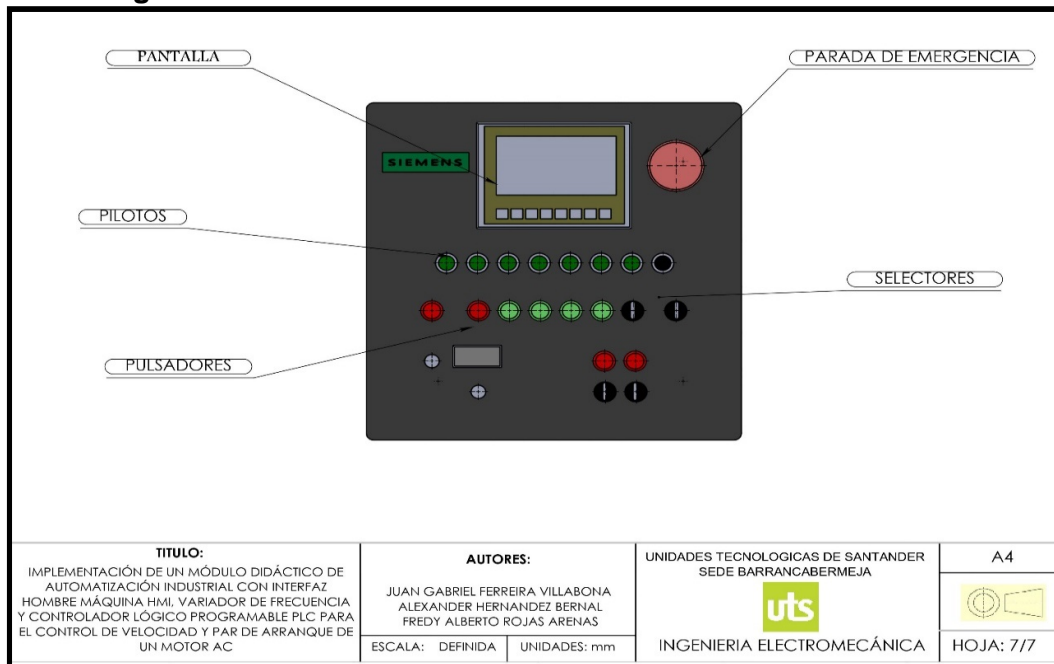 PANTALLA
PARADA DE EMERGENCIA
SIEMENS
PILOTOS
SELECTORES
PULSADORES
TITULO:
IMPLEMENTACIÓN DE UN MÓDULO DIDÁCTICO DE
AUTOMATIZACIÓN INDUSTRIAL CON INTERFAZ
HOMBRE MÁQUINA HMI, VARIADOR DE FRECUENCIA
Y CONTROLADOR LÓGICO PROGRAMABLE PLC PARA
EL CONTROL DE VELOCIDAD Y PAR DE ARRANQUE DE
UN MOTOR AC
AUTORES:
JUAN GABRIEL FERREIRA VILLABONA
ALEXANDER HERNANDEZ BERNAL
FREDY ALBERTO ROJAS ARENAS
ESCALA: DEFINIDA
UNIDADES: mm
UNIDADES TECNOLOGICAS DE SANTANDER
SEDE BARRANCABERMEJA
uts
INGENIERIA ELECTROMECÁNICA
A4
HOJA: 7/7